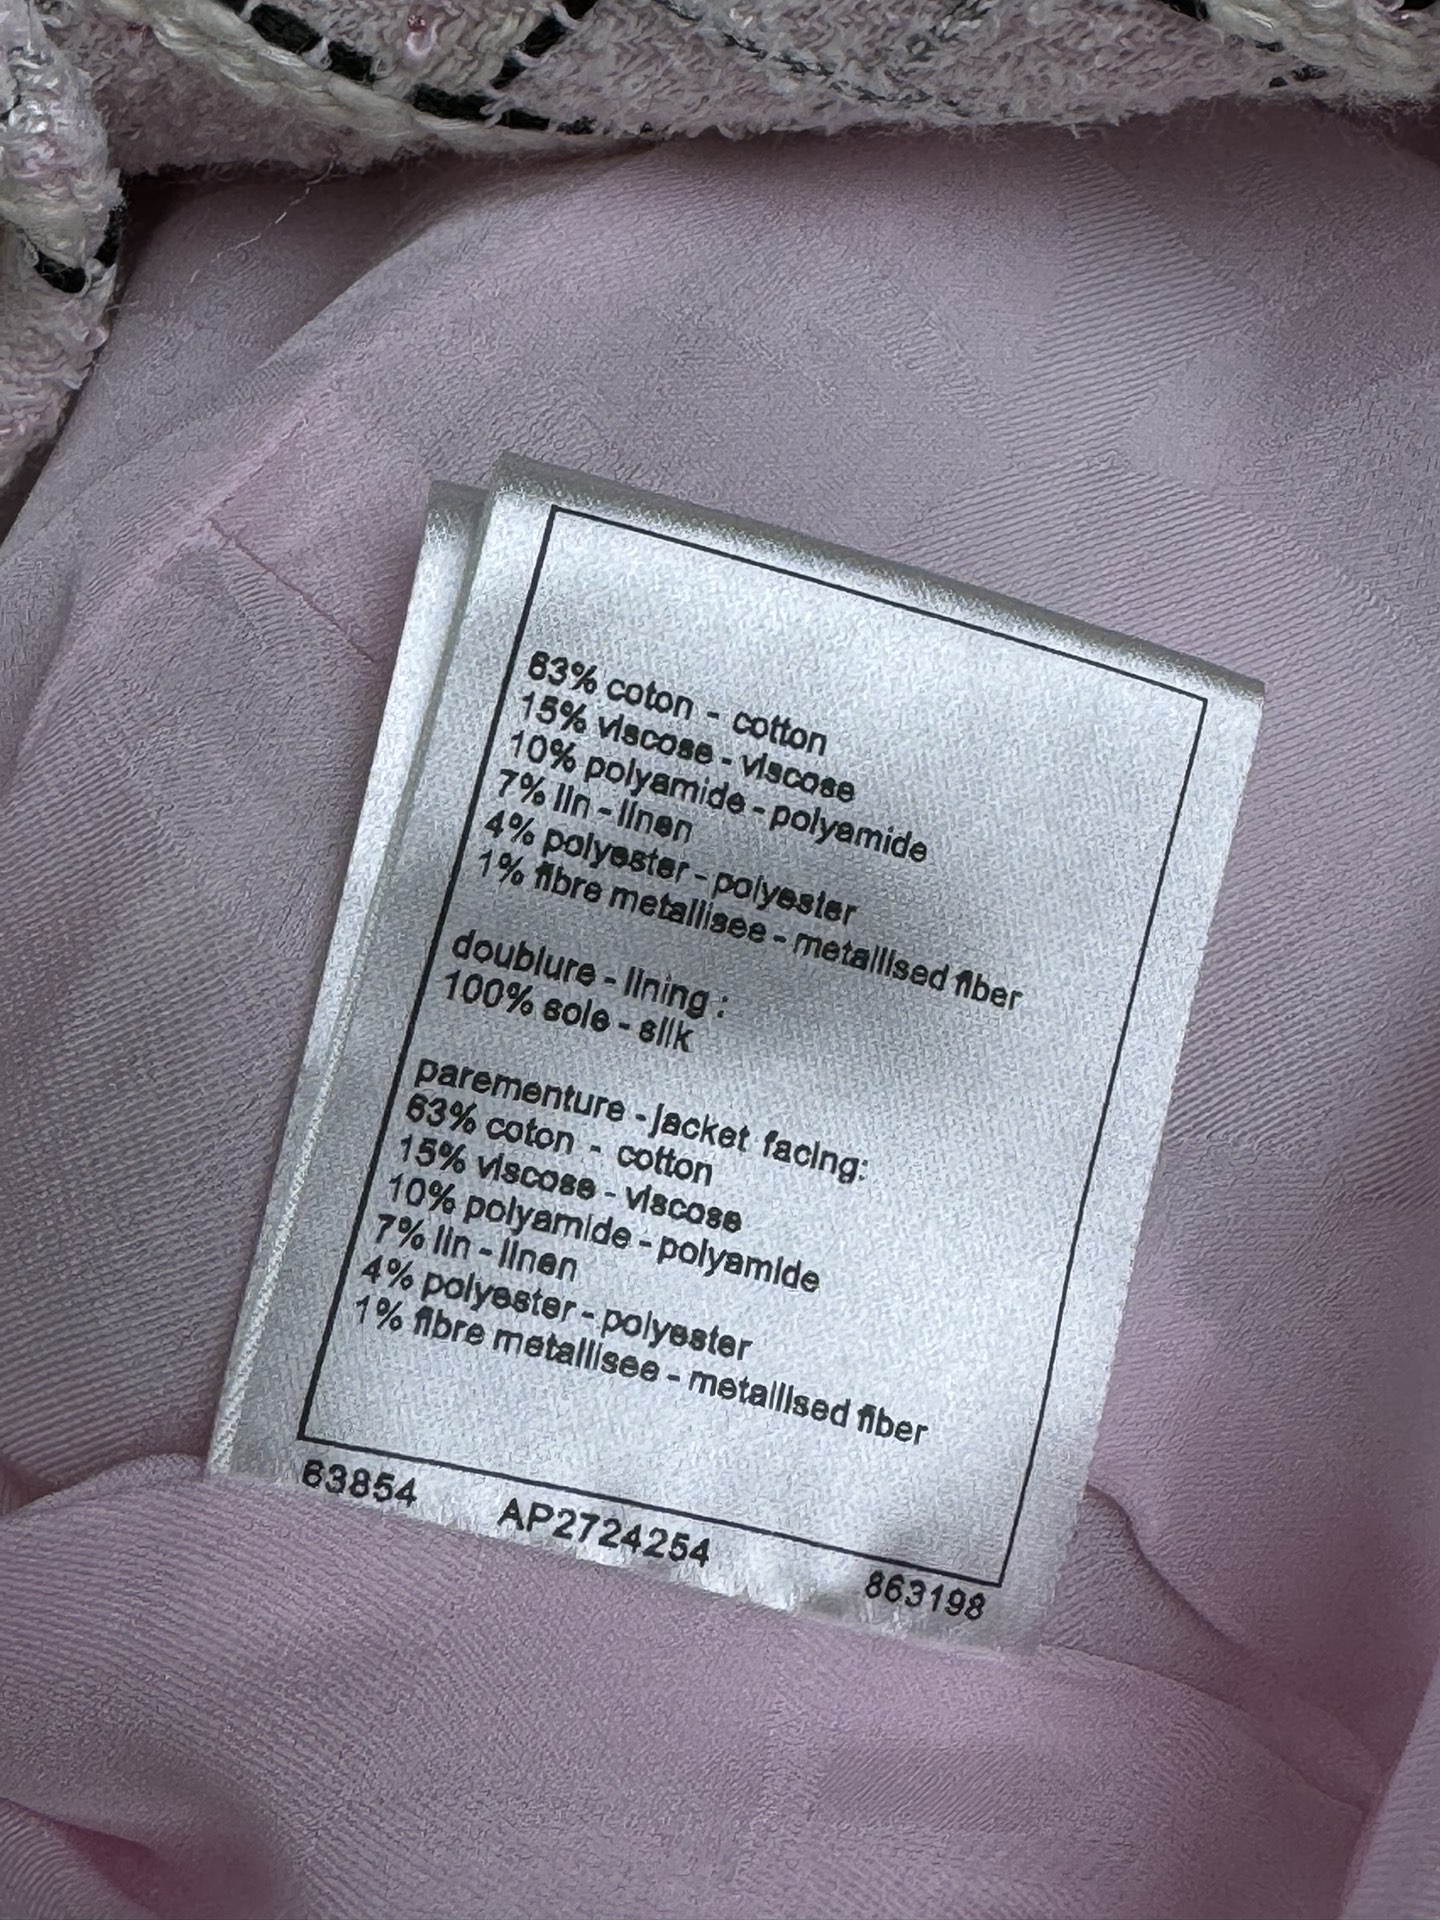 63% coton - cotton
15% viscose - viscose
10% polyamide - polyamide
7% lin - linen
4% polyester - polyester
1% fibre metallisee - metallised fiber
doublure - lining :
100% soie - silk
parementure - jacket facing:
63% coton - cotton
15% viscose - viscose
10% polyamide - polyamide
7% lin - linen
4% polyester - polyester
1% fibre metallisee - metallised fiber
63854 AP2724254 863198